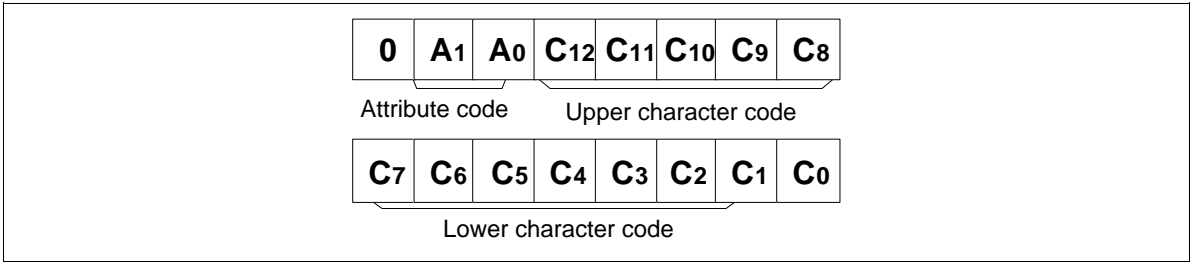 0 A1 A0 C12 C11 C10 C9 C8
Attribute code Upper character code
C7 C6 C5 C4 C3 C2 C1 C0
Lower character code